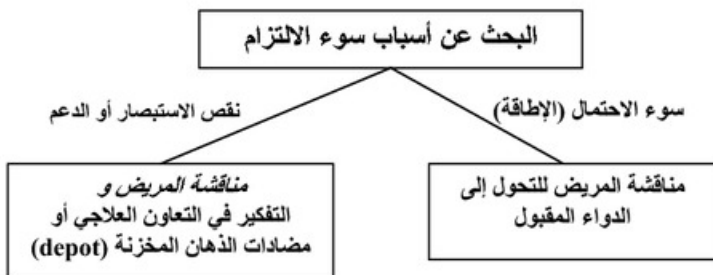 البحث عن أسباب سوء الالتزام
سوء الاحتمال (الإطاقة)
نقص الاستبصار أو الدعم
مناقشة المريض للتحول إلى
الدواء المقبول
مناقشة المريض و
التفكير في التعاون العلاجي أو
مضادات الذهان المخزنة (depot)